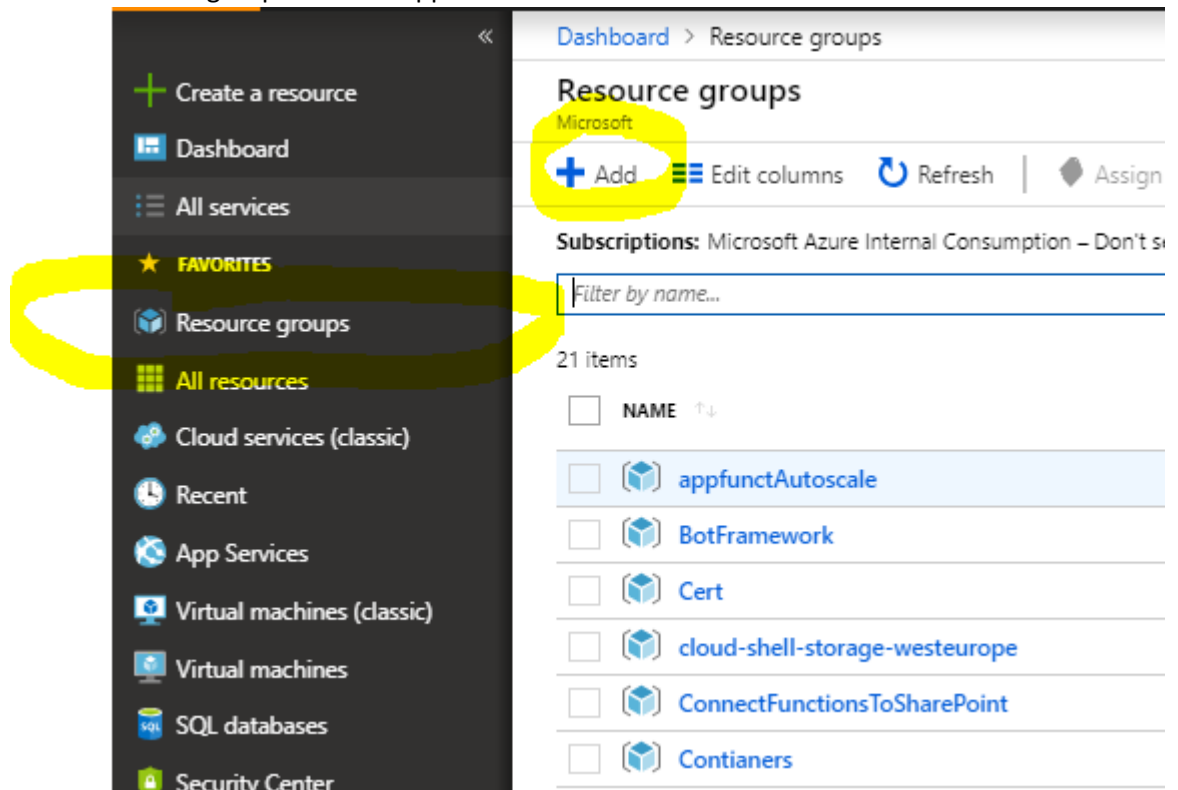 «
Create a resource
Dashboard
All services
FAVORITES
Resource groups
All resources
Cloud services (classic)
Recent
App Services
Virtual machines (classic)
Virtual machines
SQL databases
Security Center
Dashboard > Resource groups
Resource groups
Microsoft
Add Edit columns Refresh Assign
Subscriptions: Microsoft Azure Internal Consumption – Don't
Filter by name...
21 items
NAME ↑↓
appfunctAutoscale
BotFramework
Cert
cloud-shell-storage-westeurope
ConnectFunctionsToSharePoint
Contianers